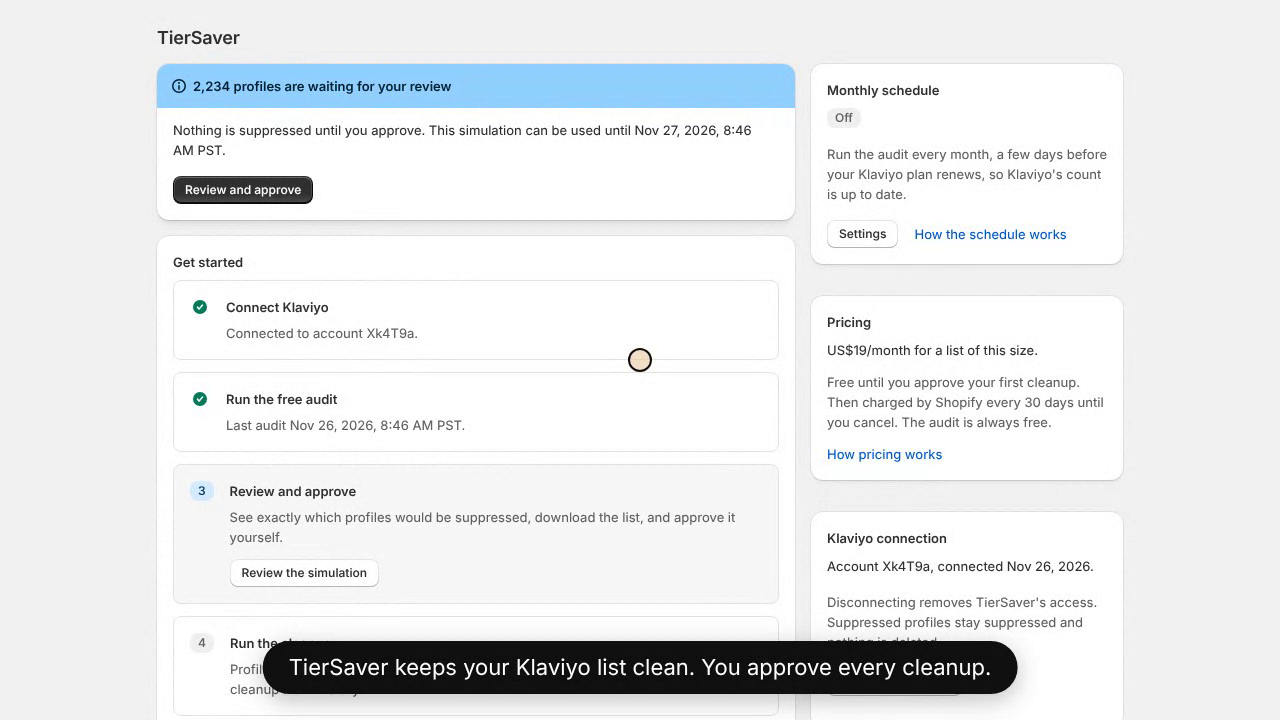 TierSaver
2,234 profiles are waiting for your review
Nothing is suppressed until you approve. This simulation can be used until Nov 27, 2026, 8:46
AM PST.
Review and approve
Get started
Connect Klaviyo
Connected to account Xk4T9a.
Run the free audit
Last audit Nov 26, 2026, 8:46 AM PST.
3
Review and approve
See exactly which profiles would be suppressed, download the list, and approve it
yourself.
Review the simulation
4
Run the
Monthly schedule
Off
Run the audit every month, a few days before
your Klaviyo plan renews, so Klaviyo's count
is up to date.
Settings
How the schedule works
Pricing
US$19/month for a list of this size.
Free until you approve your first cleanup.
Then charged by Shopify every 30 days until
you cancel. The audit is always free.
How pricing works
Klaviyo connection
Account Xk4T9a, connected Nov 26, 2026.
Disconnecting removes TierSaver's access.
Suppressed profiles stay suppressed and
TierSaver keeps your Klaviyo list clean. You approve every cleanup.